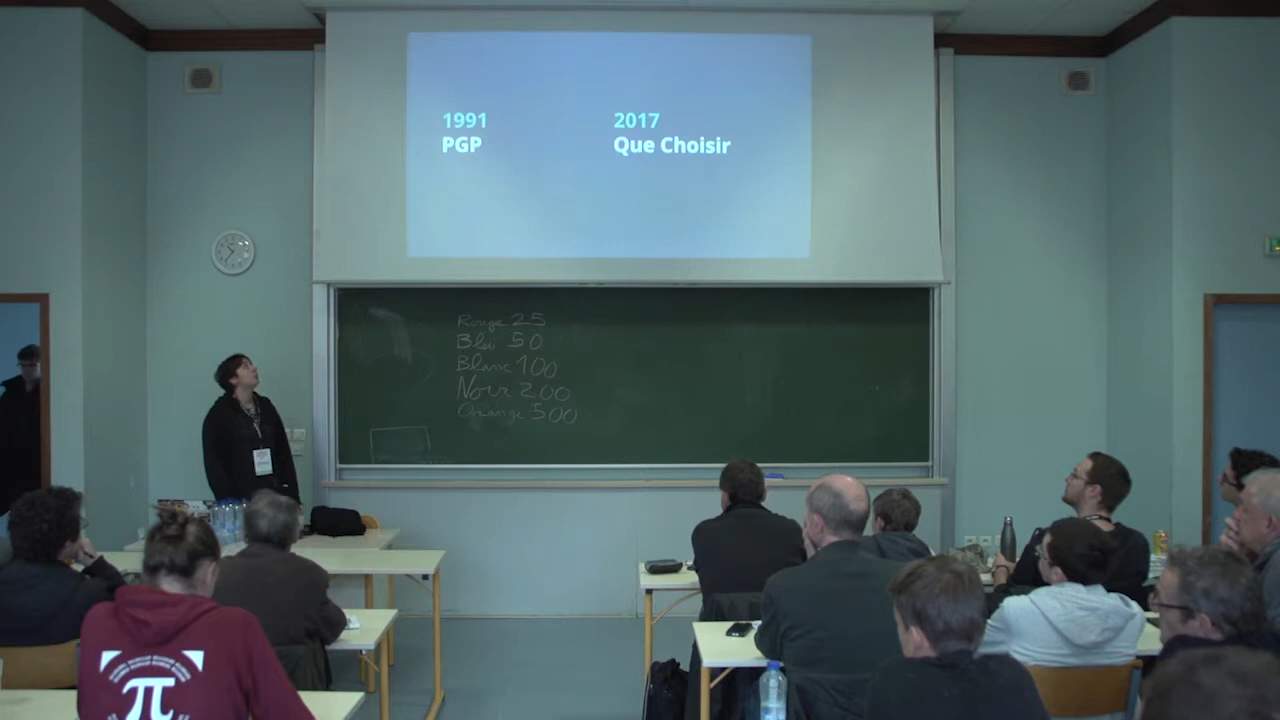 1991
PGP
2017
Que Choisir
Rouge 25
Bleu 50
Blanc 100
Noir 200
Orange 500
π